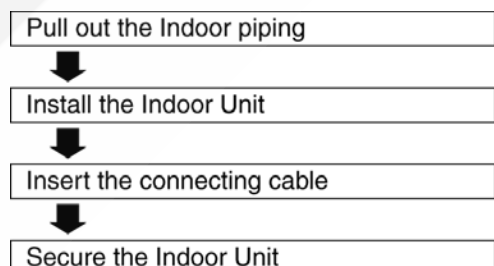 Pull out the Indoor piping
Install the Indoor Unit
Insert the connecting cable
Secure the Indoor Unit